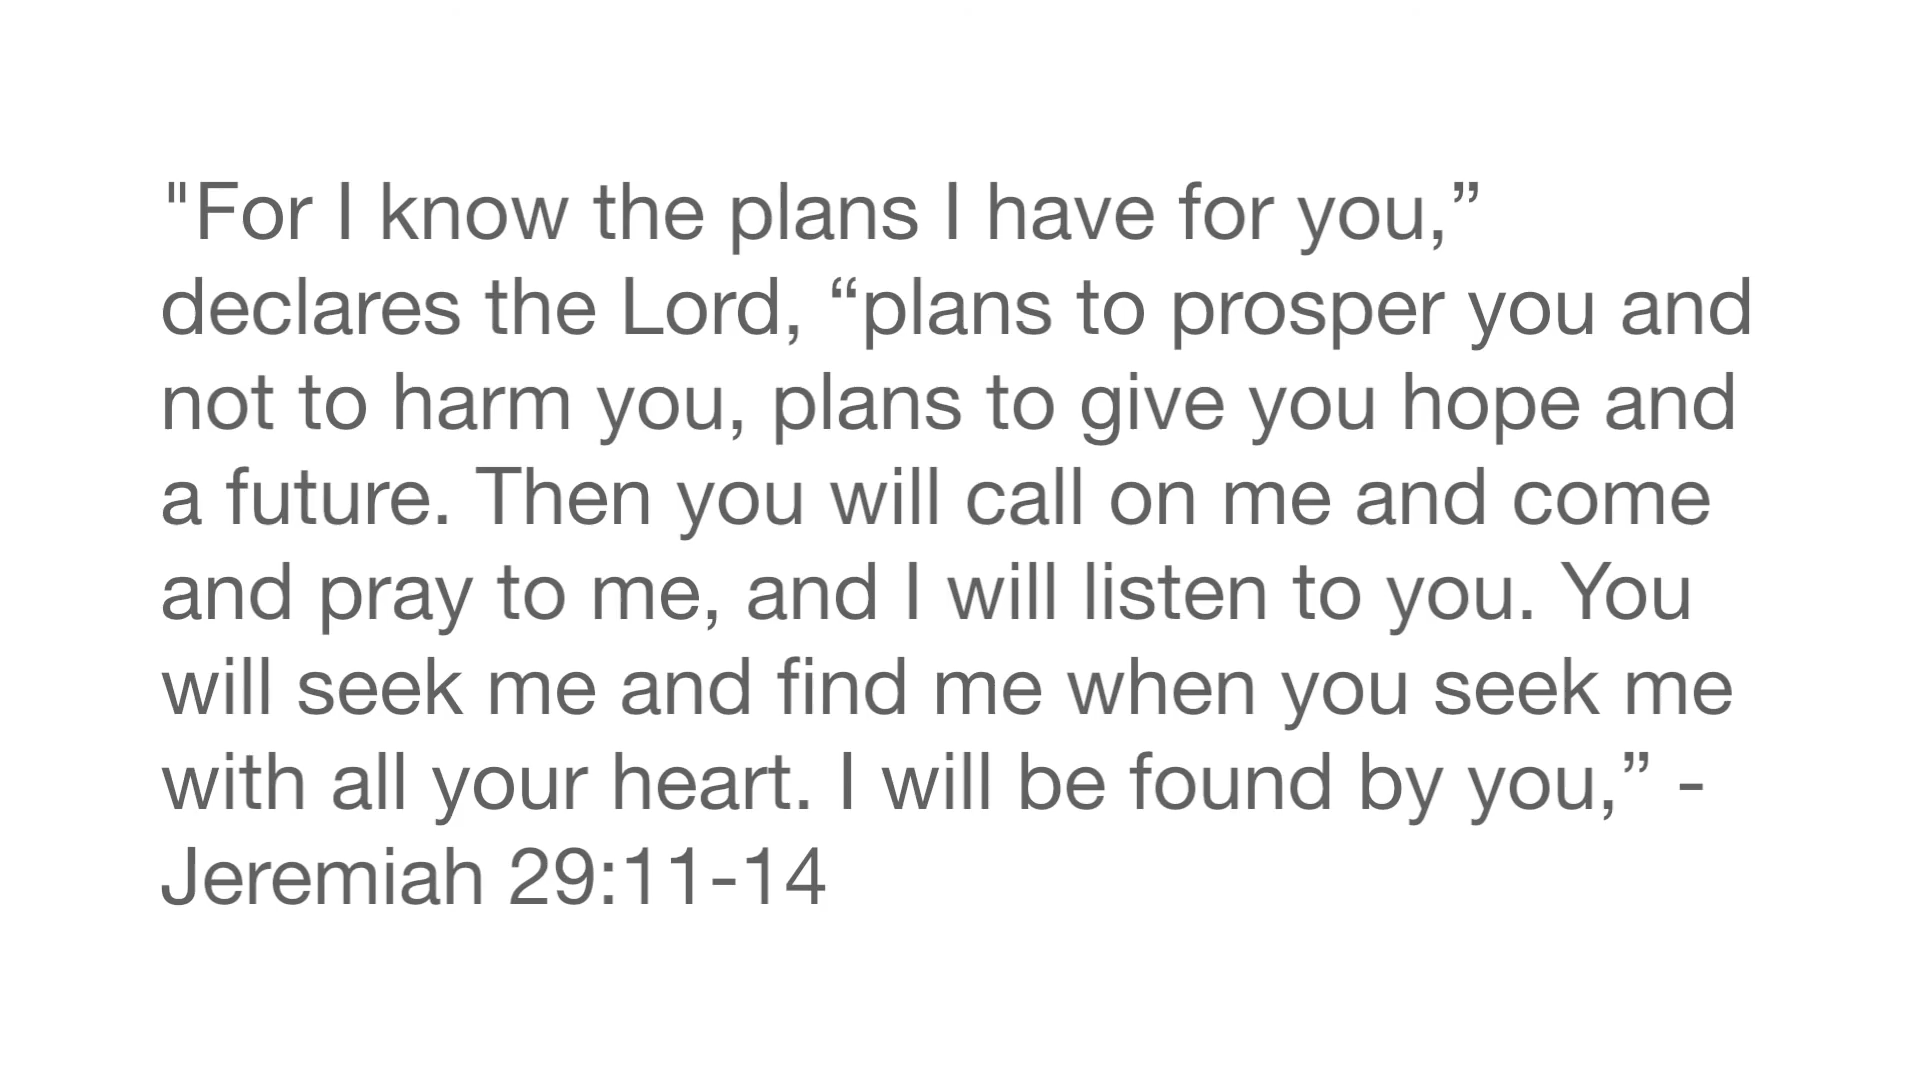 "For I know the plans I have for you,”
declares the Lord, “plans to prosper you and
not to harm you, plans to give you hope and
a future. Then you will call on me and come
and pray to me, and I will listen to you. You
will seek me and find me when you seek me
with all your heart. I will be found by you,” -
Jeremiah 29:11-14